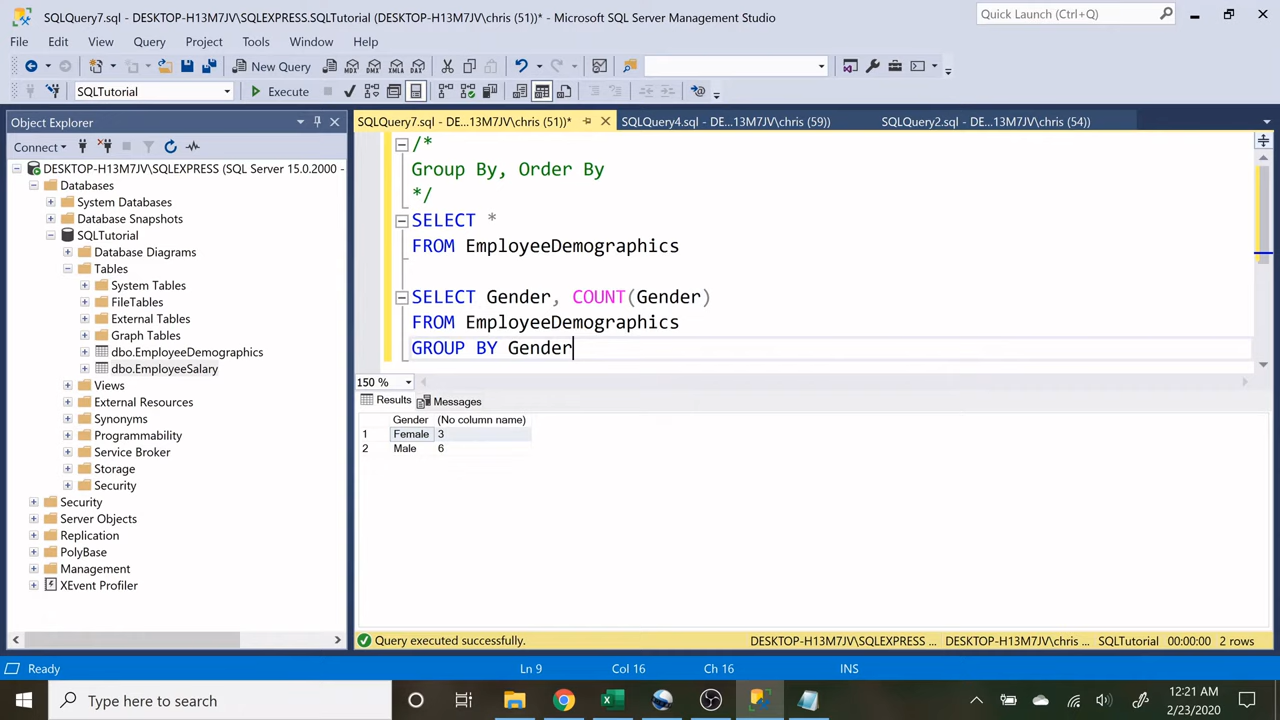 SQLQuery7.sql - DESKTOP-H13M7JV\SQLEXPRESS.SQLTutorial (DESKTOP-H13M7JV\chris (51))* - Microsoft SQL Server Management Studio
Quick Launch (Ctrl+Q)
File Edit View Query Project Tools Window Help
New Query
MDX DMX XMLA DAX
SQLTutorial
Execute
Object Explorer
SQLQuery7.sql - DE...13M7JV\chris (51))*
SQLQuery4.sql - DE...13M7JV\chris (59))
SQLQuery2.sql - DE...13M7JV\chris (54))
Connect
DESKTOP-H13M7JV\SQLEXPRESS (SQL Server 15.0.2000 -
Databases
System Databases
Database Snapshots
SQLTutorial
Database Diagrams
Tables
System Tables
FileTables
External Tables
Graph Tables
dbo.EmployeeDemographics
dbo.EmployeeSalary
Views
External Resources
Synonyms
Programmability
Service Broker
Storage
Security
Security
Server Objects
Replication
PolyBase
Management
XEvent Profiler
/*
Group By, Order By
*/
SELECT *
FROM EmployeeDemographics
SELECT Gender, COUNT(Gender)
FROM EmployeeDemographics
GROUP BY Gender
150 %
Results Messages
Gender (No column name)
1 Female 3
2 Male 6
Query executed successfully.
DESKTOP-H13M7JV\SQLEXPRESS ... DESKTOP-H13M7JV\chris ... SQLTutorial 00:00:00 2 rows
Ready Ln 9 Col 16 Ch 16 INS
Type here to search
12:21 AM
2/23/2020